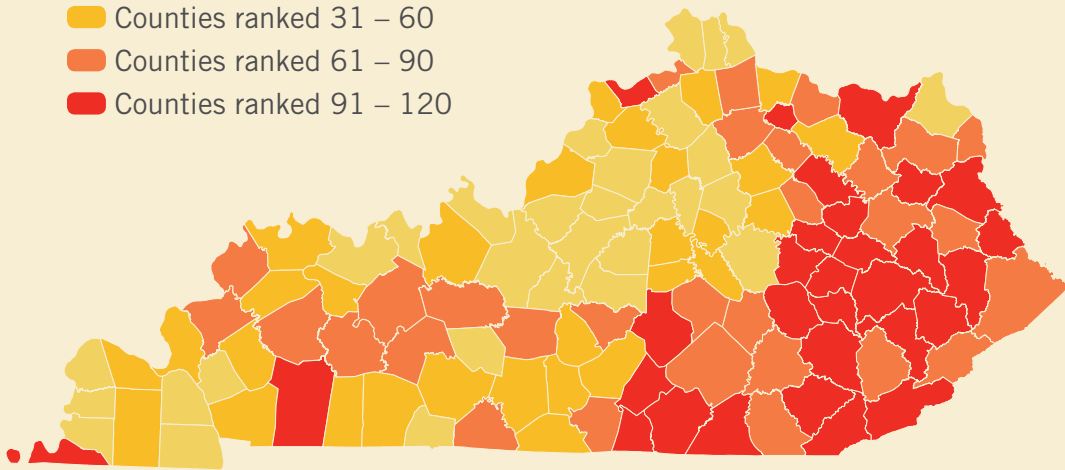 Counties ranked 31 – 60
Counties ranked 61 – 90
Counties ranked 91 – 120